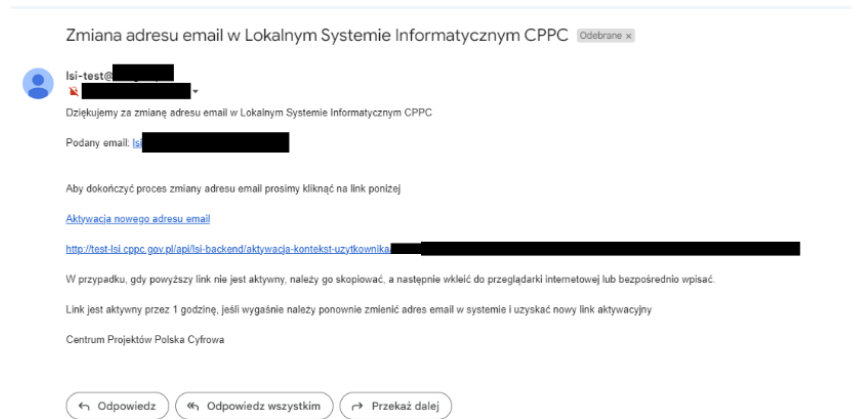 Zmiana adresu email w Lokalnym Systemie Informatycznym CPPC Odebrane x
lsi-test@
Dziękujemy za zmianę adresu email w Lokalnym Systemie Informatycznym CPPC
Podany email: lsi
Aby dokończyć proces zmiany adresu email prosimy kliknąć na link poniżej
Aktywacja nowego adresu email
http://test-lsi.cppc.gov.pl/api/lsi-backend/aktywacja-kontekst-uzytkownika/
W przypadku, gdy powyższy link nie jest aktywny, należy go skopiować, a następnie wkleić do przeglądarki internetowej lub bezpośrednio wpisać.
Link jest aktywny przez 1 godzinę, jeśli wygaśnie należy ponownie zmienić adres email w systemie i uzyskać nowy link aktywacyjny
Centrum Projektów Polska Cyfrowa
Odpowiedz Odpowiedz wszystkim Przekaż dalej